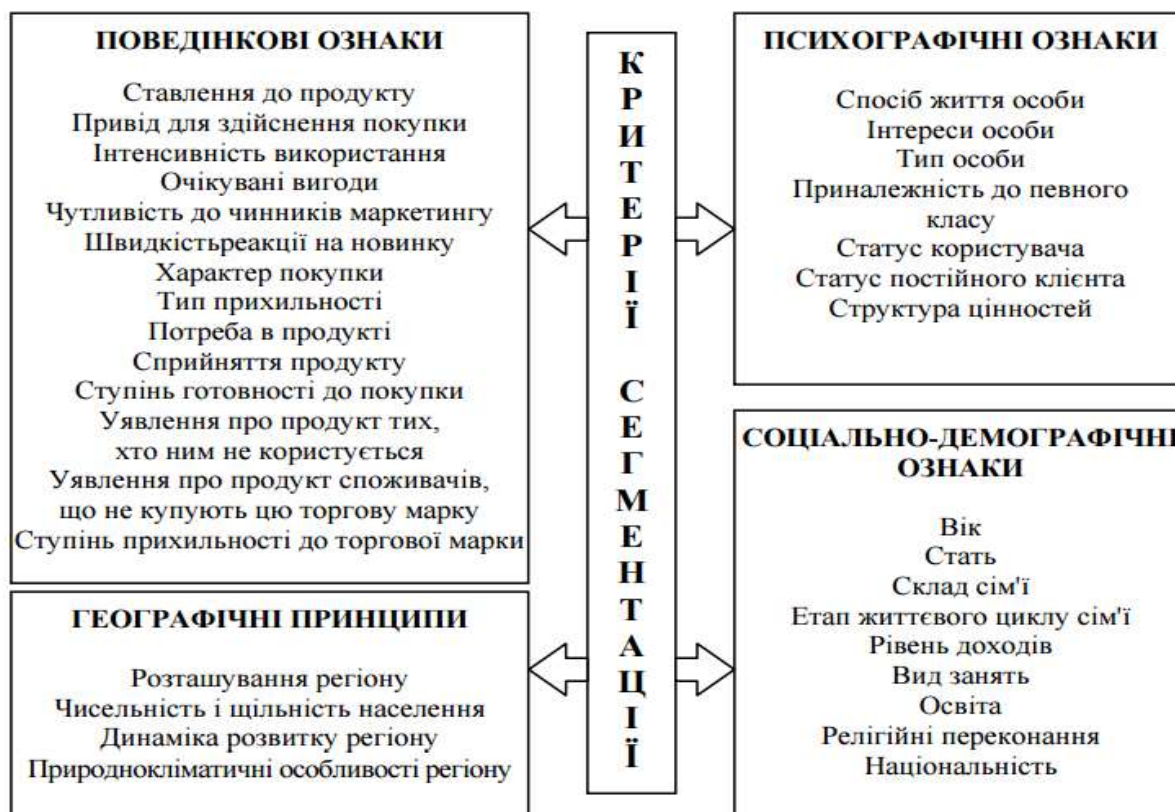 ПОВЕДІНКОВІ ОЗНАКИ
Ставлення до продукту
Привід для здійснення покупки
Інтенсивність використання
Очікувані вигоди
Чутливість до чинників маркетингу
Швидкістьреакції на новинку
Характер покупки
Тип прихильності
Потреба в продукті
Сприйняття продукту
Ступінь готовності до покупки
Уявлення про продукт тих,
хто ним не користується
Уявлення про продукт споживачів,
що не купують цю торгову марку
Ступінь прихильності до торгової марки
ГЕОГРАФІЧНІ ПРИНЦИПИ
Розташування регіону
Чисельність і щільність населення
Динаміка розвитку регіону
Природнокліматичні особливості регіону
КРИТЕРІЇ СЕГМЕНТАЦІЇ
ПСИХОГРАФІЧНІ ОЗНАКИ
Спосіб життя особи
Інтереси особи
Тип особи
Приналежність до певного
класу
Статус користувача
Статус постійного клієнта
Структура цінностей
СОЦІАЛЬНО-ДЕМОГРАФІЧНІ
ОЗНАКИ
Вік
Стать
Склад сім'ї
Етап життєвого циклу сім'ї
Рівень доходів
Вид занять
Освіта
Релігійні переконання
Національність